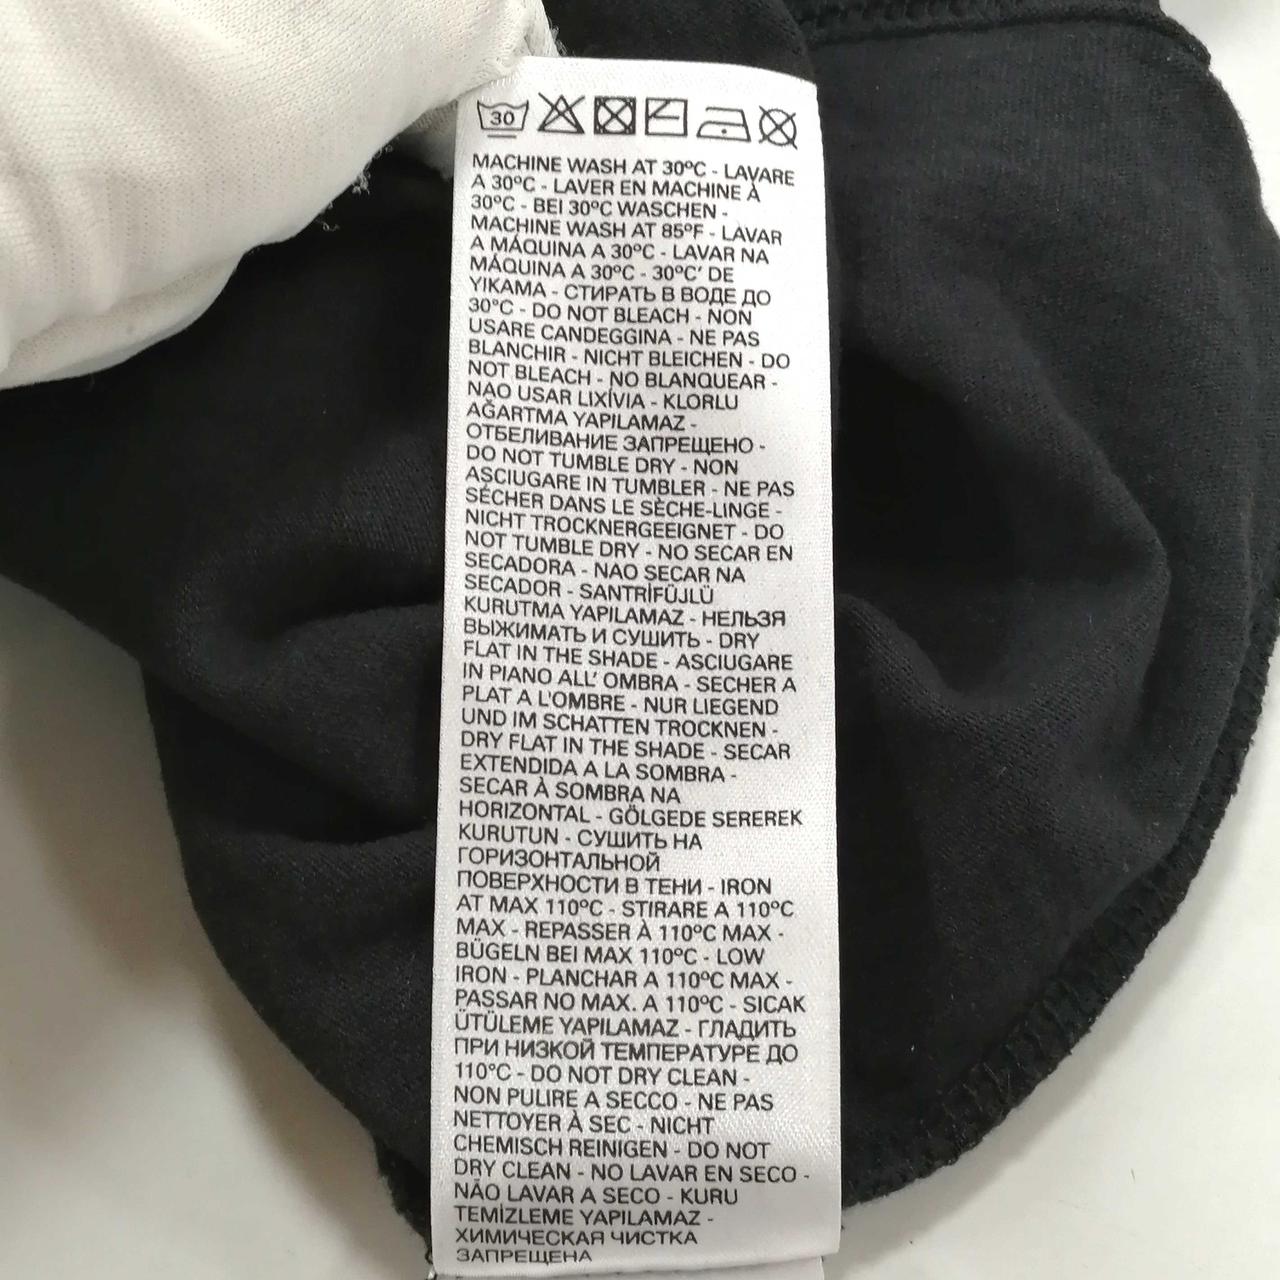 30
MACHINE WASH AT 30ºC - LAVARE
A 30ºC - LAVER EN MACHINE À
30ºC - BEI 30ºC WASCHEN -
MACHINE WASH AT 85ºF - LAVAR
A MÁQUINA A 30ºC - LAVAR NA
MÁQUINA A 30ºC - 30ºC' DE
YIKAMA - СТИРАТЬ В ВОДЕ ДО
30°C - DO NOT BLEACH - NON
USARE CANDEGGINA - NE PAS
BLANCHIR - NICHT BLEICHEN - DO
NOT BLEACH - NO BLANQUEAR -
NAO USAR LIXÍVIA - KLORLU
AĞARTMA YAPILAMAZ -
ОТБЕЛИВАНИЕ ЗАПРЕЩЕНО -
DO NOT TUMBLE DRY - NON
ASCIUGARE IN TUMBLER - NE PAS
SÉCHER DANS LE SÈCHE-LINGE -
NICHT TROCKNERGEEIGNET - DO
NOT TUMBLE DRY - NO SECAR EN
SECADORA - NAO SECAR NA
SECADOR - SANTRİFÜJLÜ
KURUTMA YAPILAMAZ - НЕЛЬЗЯ
ВЫЖИМАТЬ И СУШИТЬ - DRY
FLAT IN THE SHADE - ASCIUGARE
IN PIANO ALL' OMBRA - SECHER A
PLAT A L'OMBRE - NUR LIEGEND
UND IM SCHATTEN TROCKNEN -
DRY FLAT IN THE SHADE - SECAR
EXTENDIDA A LA SOMBRA -
SECAR À SOMBRA NA
HORIZONTAL - GÖLGEDE SEREREK
KURUTUN - СУШИТЬ НА
ГОРИЗОНТАЛЬНОЙ
ПОВЕРХНОСТИ В ТЕНИ - IRON
AT MAX 110ºC - STIRARE A 110ºC
MAX - REPASSER À 110ºC MAX -
BÜGELN BEI MAX 110ºC - LOW
IRON - PLANCHAR A 110ºC MAX -
PASSAR NO MAX. A 110ºC - SICAK
ÜTÜLEME YAPILAMAZ - ГЛАДИТЬ
ПРИ НИЗКОЙ ТЕМПЕРАТУРЕ ДО
110°C - DO NOT DRY CLEAN -
NON PULIRE A SECCO - NE PAS
NETTOYER À SEC - NICHT
CHEMISCH REINIGEN - DO NOT
DRY CLEAN - NO LAVAR EN SECO -
NÃO LAVAR A SECO - KURU
TEMİZLEME YAPILAMAZ -
ХИМИЧЕСКАЯ ЧИСТКА
ЗАПРЕЩЕНА